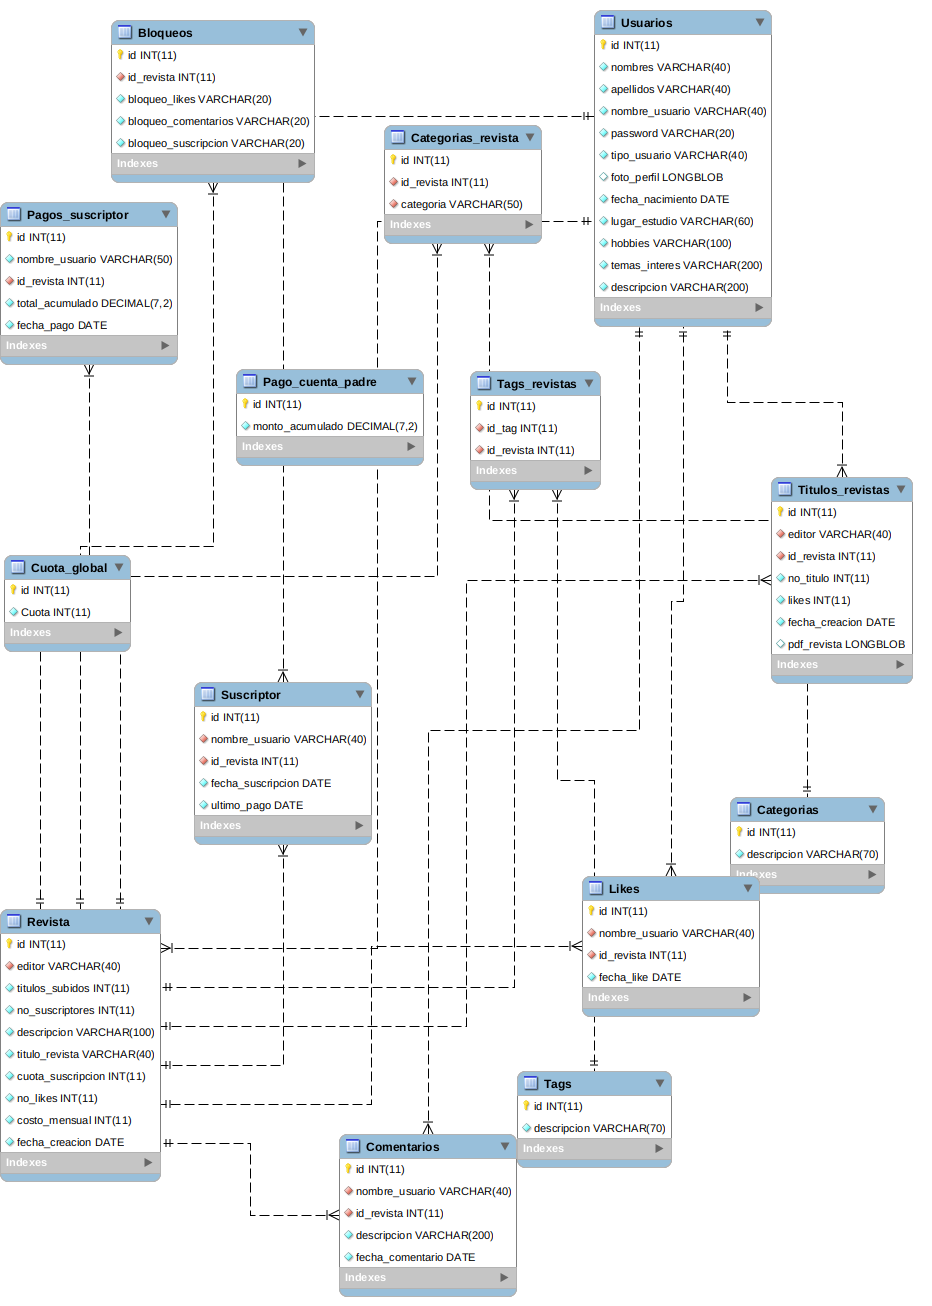 Bloqueos
id INT(11)
id_revista INT(11)
bloqueo_likes VARCHAR(20)
bloqueo_comentarios VARCHAR(20)
bloqueo_suscripcion VARCHAR(20)
Indexes
Usuarios
id INT(11)
nombres VARCHAR(40)
apellidos VARCHAR(40)
nombre_usuario VARCHAR(40)
password VARCHAR(20)
tipo_usuario VARCHAR(40)
foto_perfil LONGBLOB
fecha_nacimiento DATE
lugar_estudio VARCHAR(60)
hobbies VARCHAR(100)
temas_interes VARCHAR(200)
descripcion VARCHAR(200)
Indexes
Categorias_revista
id INT(11)
id_revista INT(11)
categoria VARCHAR(50)
Indexes
Pagos_suscriptor
id INT(11)
nombre_usuario VARCHAR(50)
id_revista INT(11)
total_acumulado DECIMAL(7,2)
fecha_pago DATE
Indexes
Pago_cuenta_padre
id INT(11)
monto_acumulado DECIMAL(7,2)
Indexes
Tags_revistas
id INT(11)
id_tag INT(11)
id_revista INT(11)
Indexes
Titulos_revistas
id INT(11)
editor VARCHAR(40)
id_revista INT(11)
no_titulo INT(11)
likes INT(11)
fecha_creacion DATE
pdf_revista LONGBLOB
Indexes
Cuota_global
id INT(11)
Cuota INT(11)
Indexes
Suscriptor
id INT(11)
nombre_usuario VARCHAR(40)
id_revista INT(11)
fecha_suscripcion DATE
ultimo_pago DATE
Indexes
Categorias
id INT(11)
descripcion VARCHAR(70)
Indexes
Likes
id INT(11)
nombre_usuario VARCHAR(40)
id_revista INT(11)
fecha_like DATE
Indexes
Revista
id INT(11)
editor VARCHAR(40)
titulos_subidos INT(11)
no_suscriptores INT(11)
descripcion VARCHAR(100)
titulo_revista VARCHAR(40)
cuota_suscripcion INT(11)
no_likes INT(11)
costo_mensual INT(11)
fecha_creacion DATE
Indexes
Tags
id INT(11)
descripcion VARCHAR(70)
Indexes
Comentarios
id INT(11)
nombre_usuario VARCHAR(40)
id_revista INT(11)
descripcion VARCHAR(200)
fecha_comentario DATE
Indexes